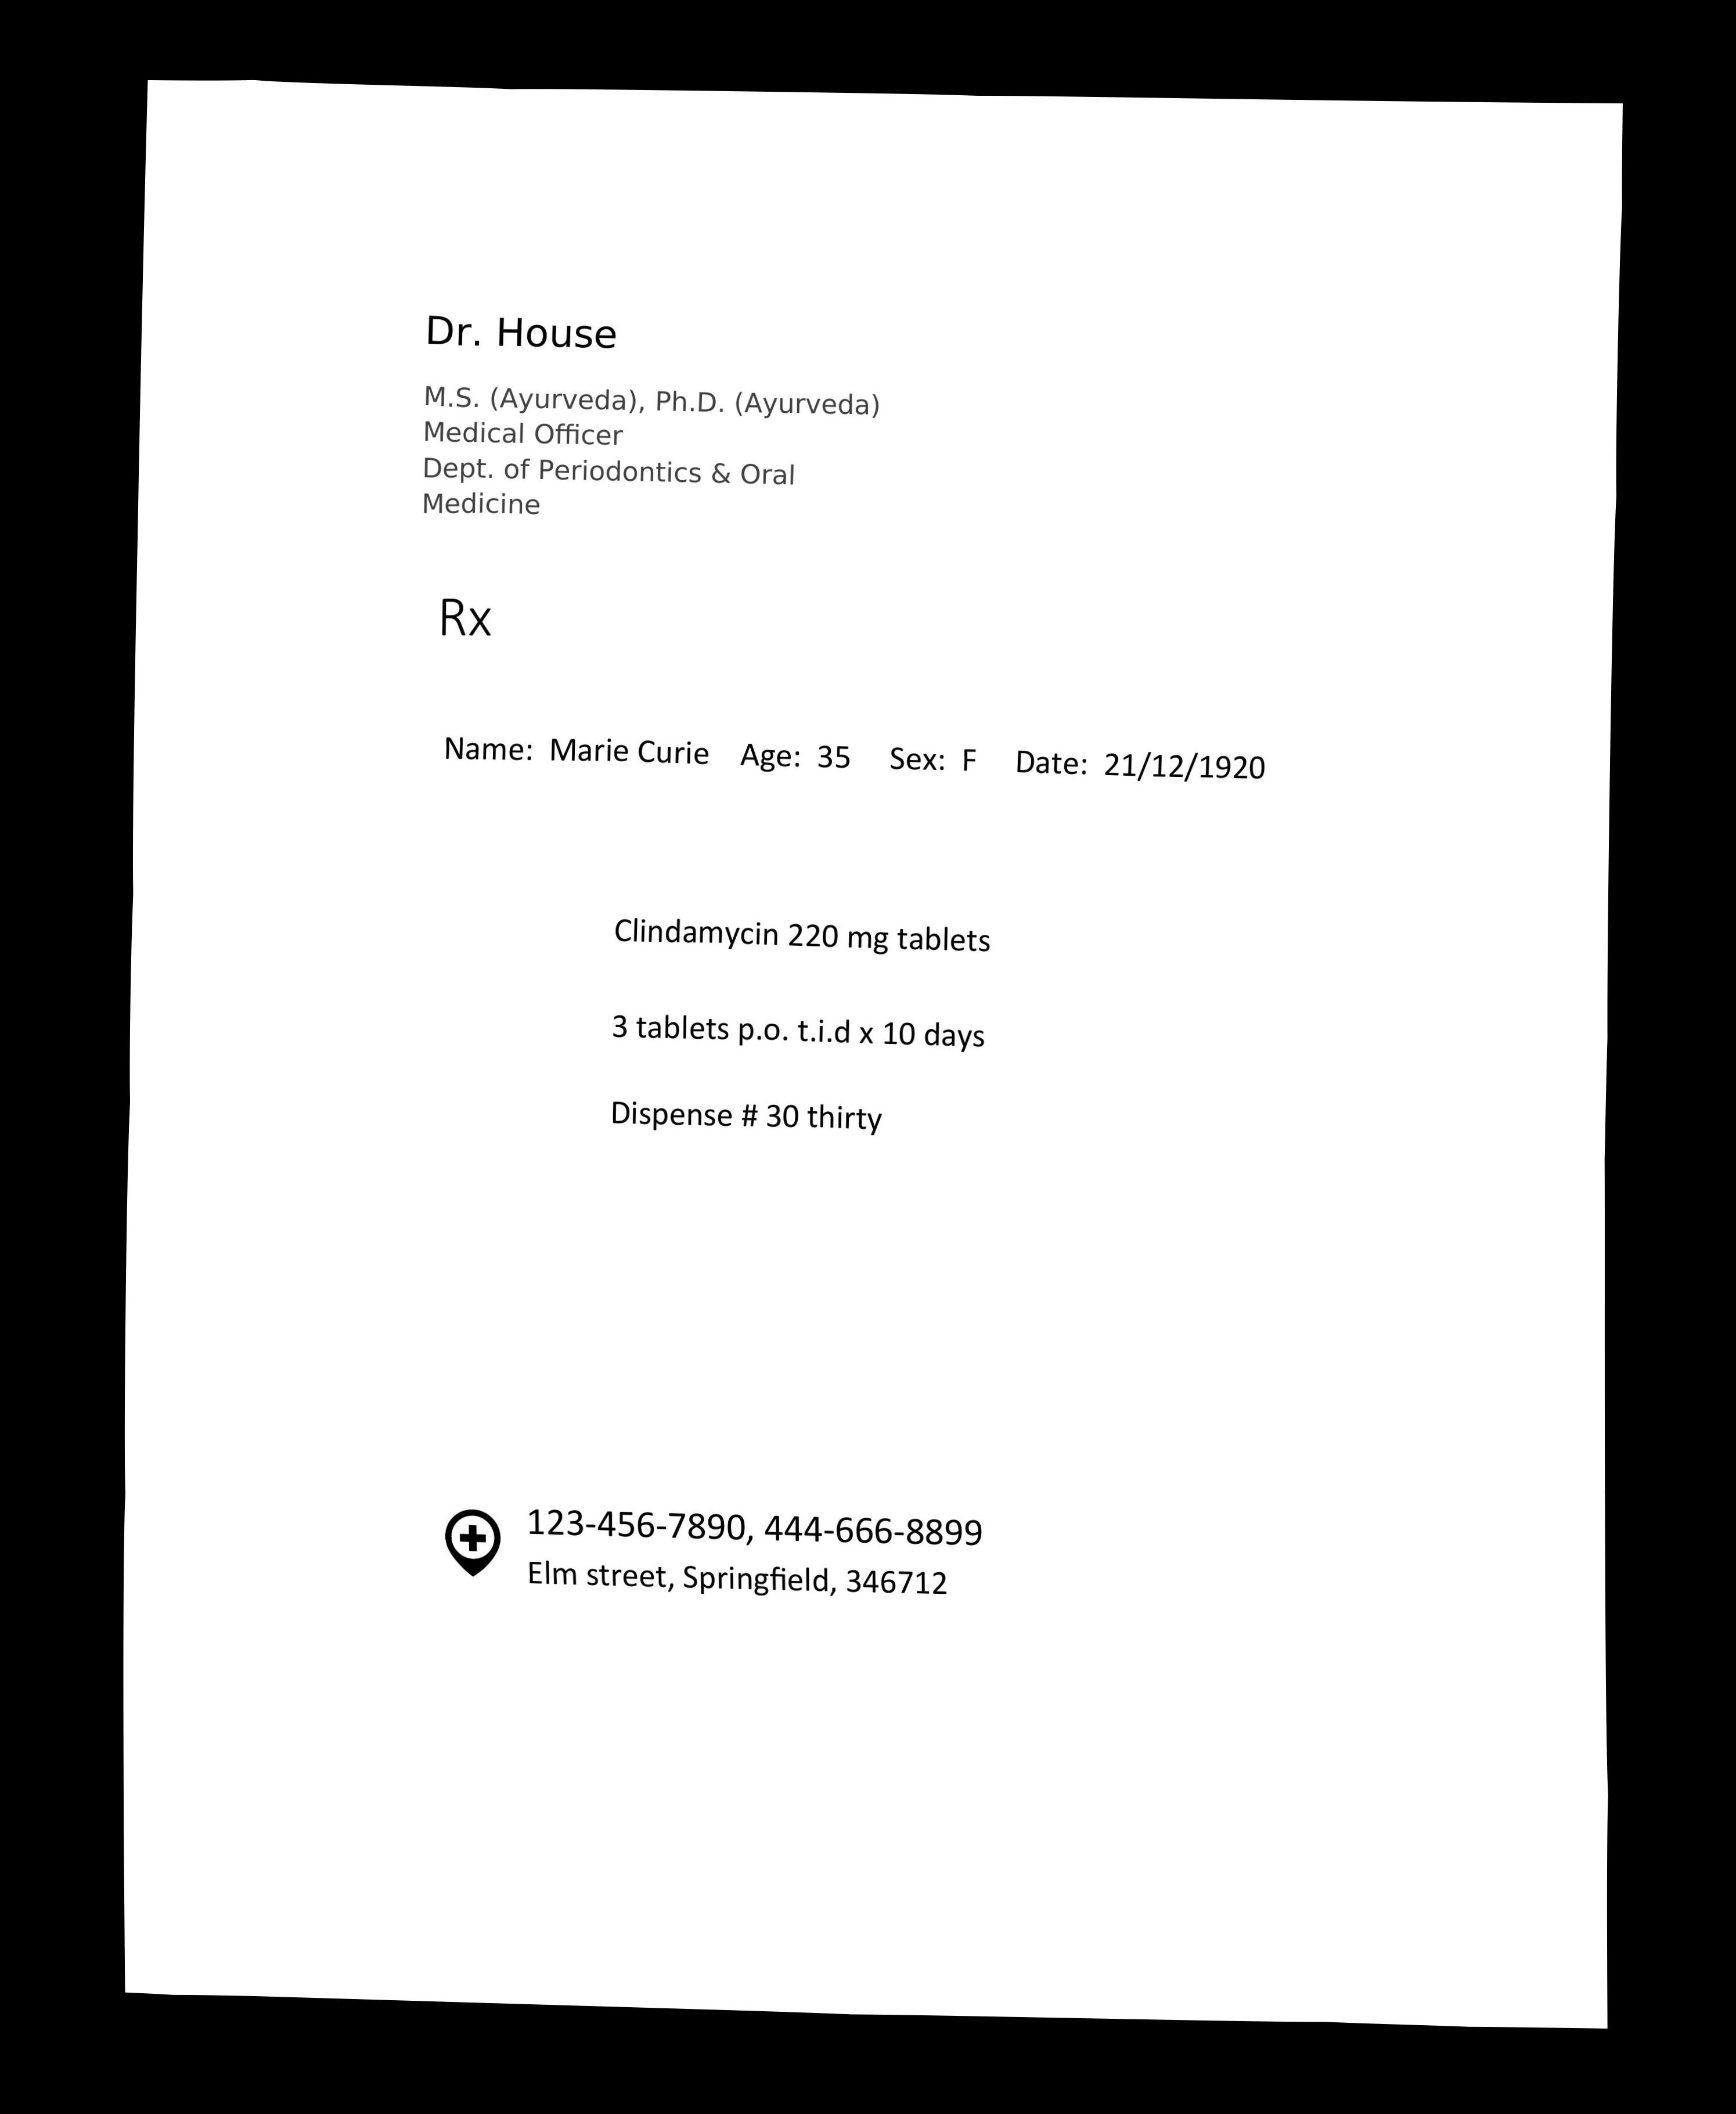 Dr. House
M.S. (Ayurveda), Ph.D. (Ayurveda)
Medical Officer
Dept. of Periodontics & Oral
Medicine
Rx
Name: Marie Curie Age: 35 Sex: F Date: 21/12/1920
Clindamycin 220 mg tablets
3 tablets p.o. t.i.d x 10 days
Dispense # 30 thirty
123-456-7890, 444-666-8899
Elm street, Springfield, 346712